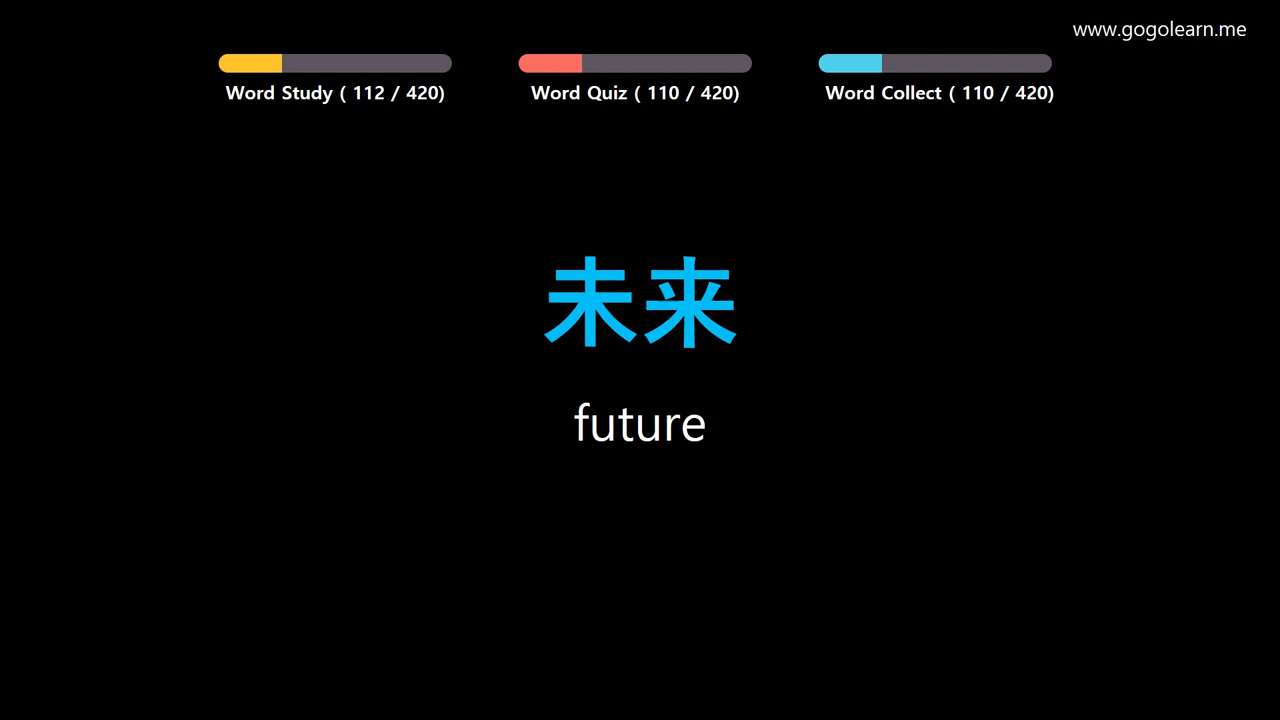 www.gogolearn.me
Word Study ( 112 / 420)
Word Quiz ( 110 / 420)
Word Collect ( 110 / 420)
未来
future